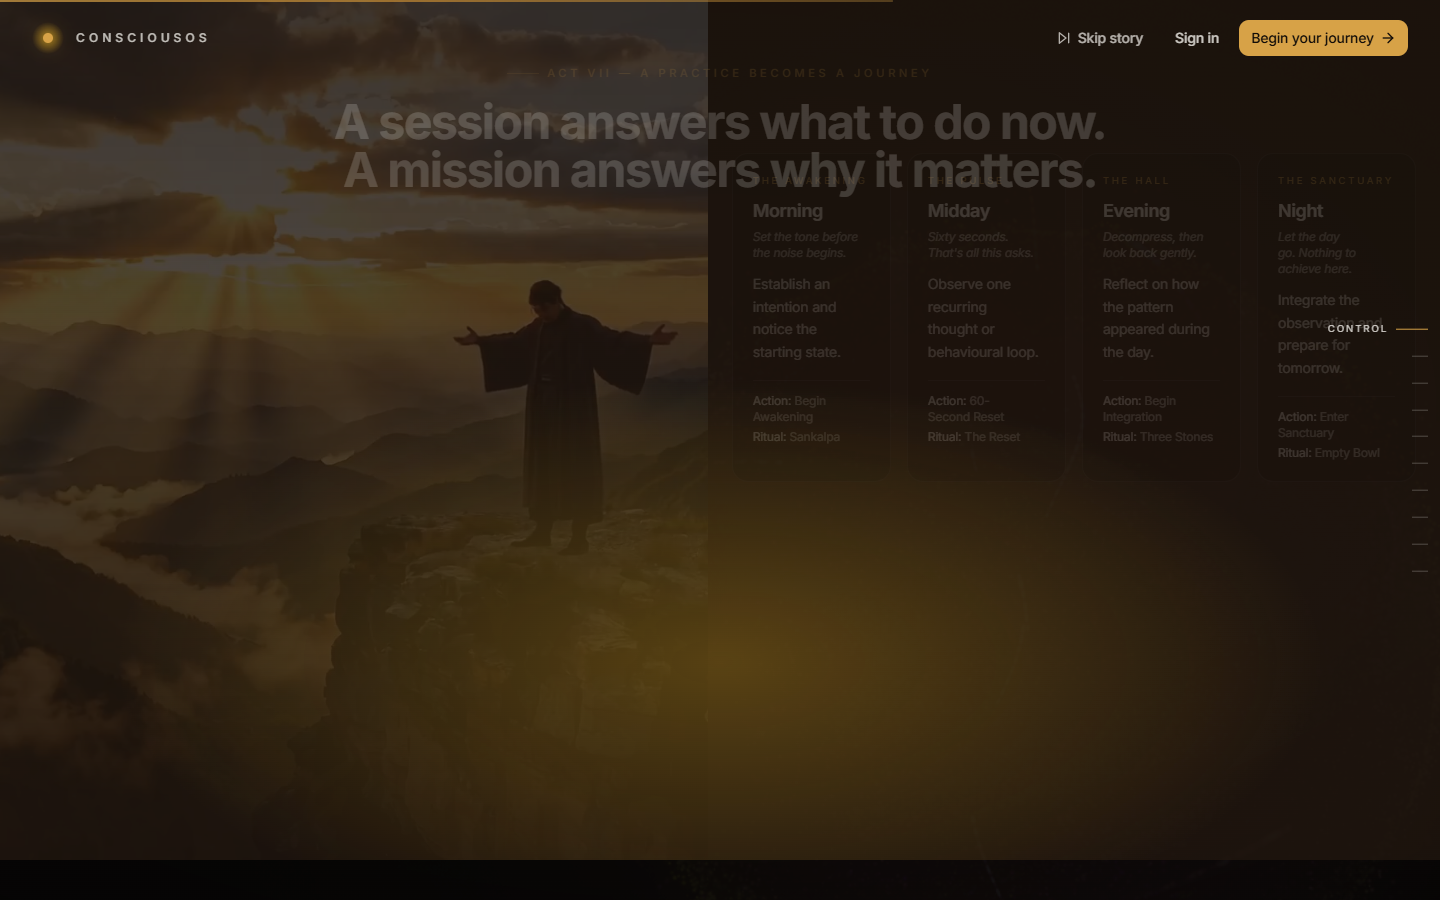 CONSCIOUSOS
Skip story
Sign in
Begin your journey
ACT VII — A PRACTICE BECOMES A JOURNEY
A session answers what to do now.
A mission answers why it matters.
THE AWAKENING
Morning
Set the tone before
the noise begins.
Establish an
intention and
notice the
starting state.
Action: Begin
Awakening
Ritual: Sankalpa
Midday
Sixty seconds.
That's all this asks.
Observe one
recurring
thought or
behavioural loop.
Action: 60-
Second Reset
Ritual: The Reset
THE HALL
Evening
Decompress, then
look back gently.
Reflect on how
the pattern
appeared during
the day.
Action: Begin
Integration
Ritual: Three Stones
THE SANCTUARY
Night
Let the day
go. Nothing to
achieve here.
Integrate the
observation and
prepare for
tomorrow.
Action: Enter
Sanctuary
Ritual: Empty Bowl
CONTROL